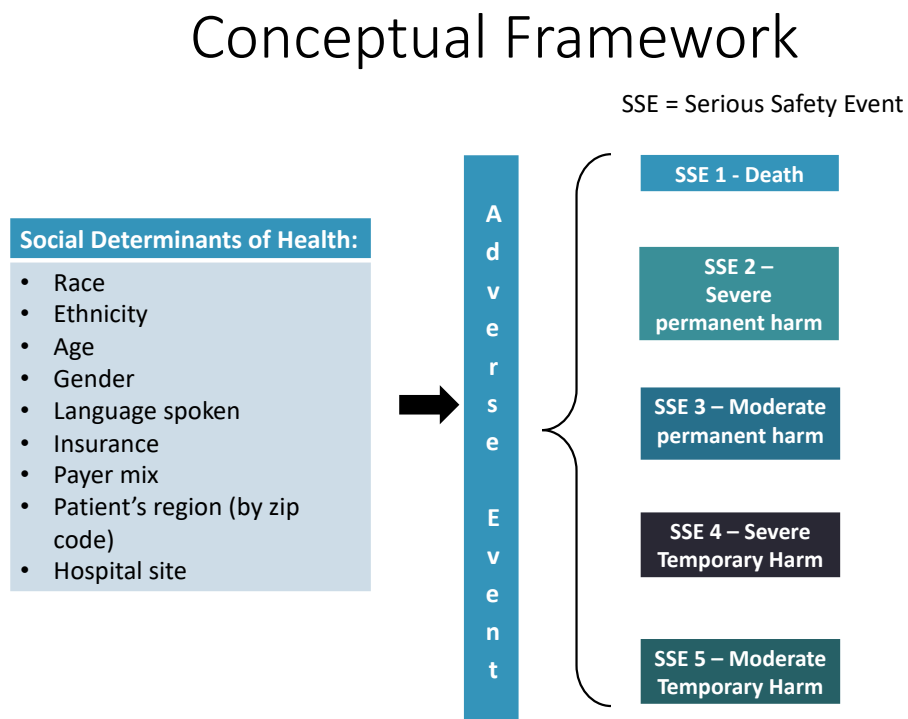 Conceptual Framework
SSE = Serious Safety Event
Social Determinants of Health:
• Race
• Ethnicity
• Age
• Gender
• Language spoken
• Insurance
• Payer mix
• Patient's region (by zip
code)
• Hospital site
Adverse Event
SSE 1 - Death
SSE 2 –
Severe
permanent harm
SSE 3 – Moderate
permanent harm
SSE 4 – Severe
Temporary Harm
SSE 5 – Moderate
Temporary Harm